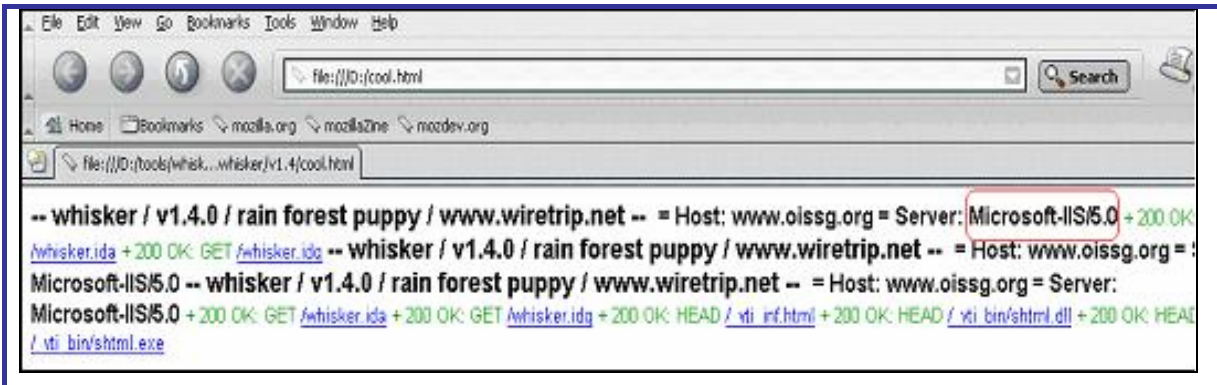 File Edit View Go Bookmarks Tools Window Help
file:///D:/cool.html Search
Home Bookmarks mozilla.org mozillaZine mozdev.org
file:///D:/tools/whisk...whisker/v1.4/cool.html
-- whisker / v1.4.0 / rain forest puppy / www.wiretrip.net -- = Host: www.oissg.org = Server: Microsoft-IIS/5.0 + 200 OK:
/whisker.ida + 200 OK: GET /whisker.idq -- whisker / v1.4.0 / rain forest puppy / www.wiretrip.net -- = Host: www.oissg.org =
Microsoft-IIS/5.0 -- whisker / v1.4.0 / rain forest puppy / www.wiretrip.net -- = Host: www.oissg.org = Server:
Microsoft-IIS/5.0 + 200 OK: GET /whisker.ida + 200 OK: GET /whisker.idq + 200 OK: HEAD /_vti_inf.html + 200 OK: HEAD /_vti_bin/shtml.dll + 200 OK: HEAD
/_vti_bin/shtml.exe